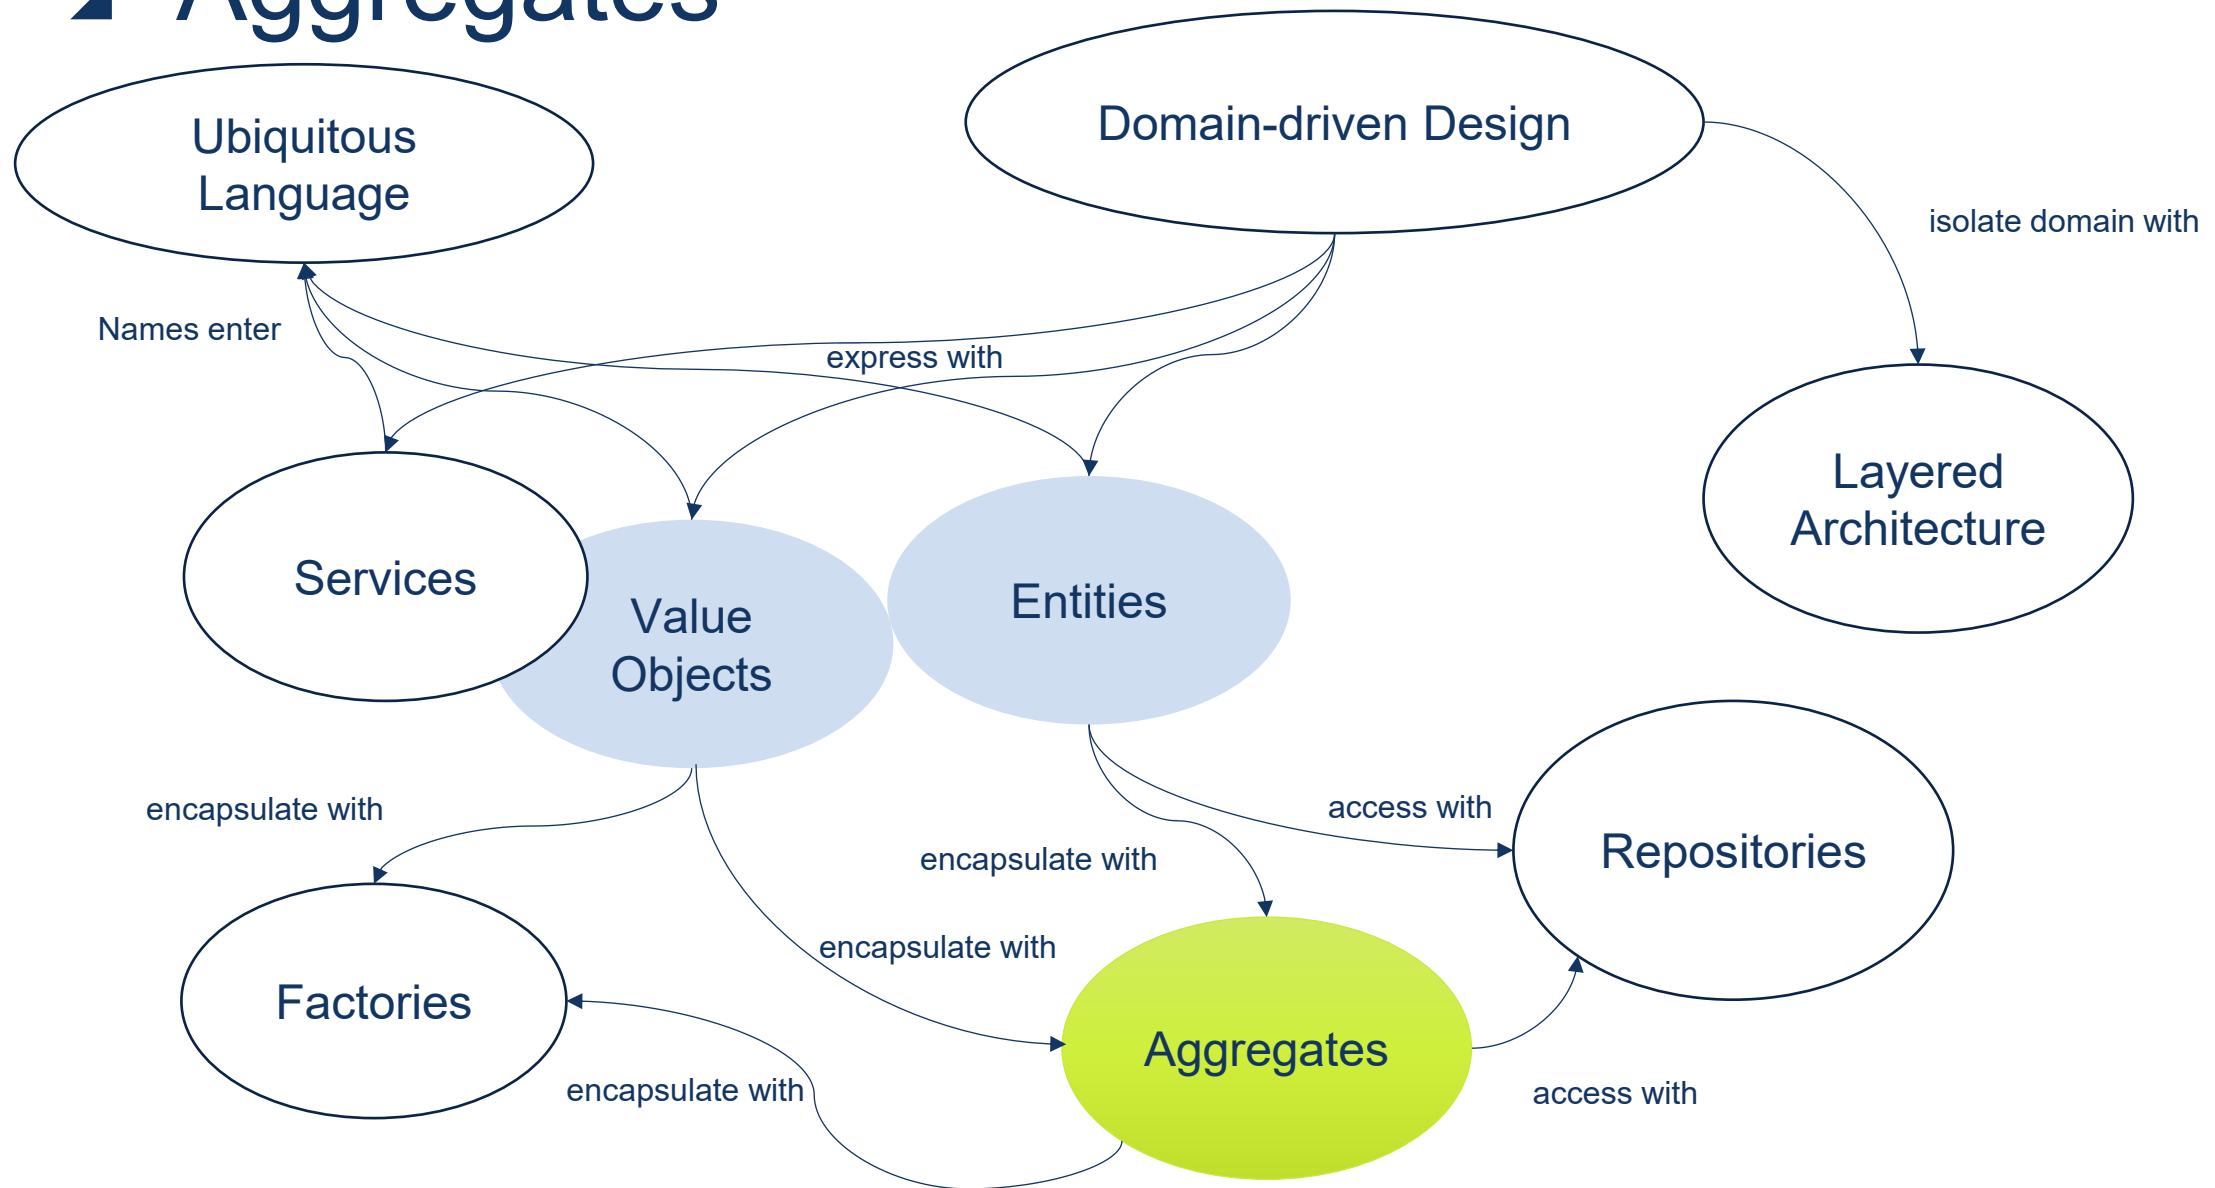 Aggregates
Ubiquitous
Language
Domain-driven Design
isolate domain with
Names enter
express with
Layered
Architecture
Services
Value
Objects
Entities
encapsulate with
access with
Repositories
encapsulate with
encapsulate with
Factories
Aggregates
encapsulate with
access with